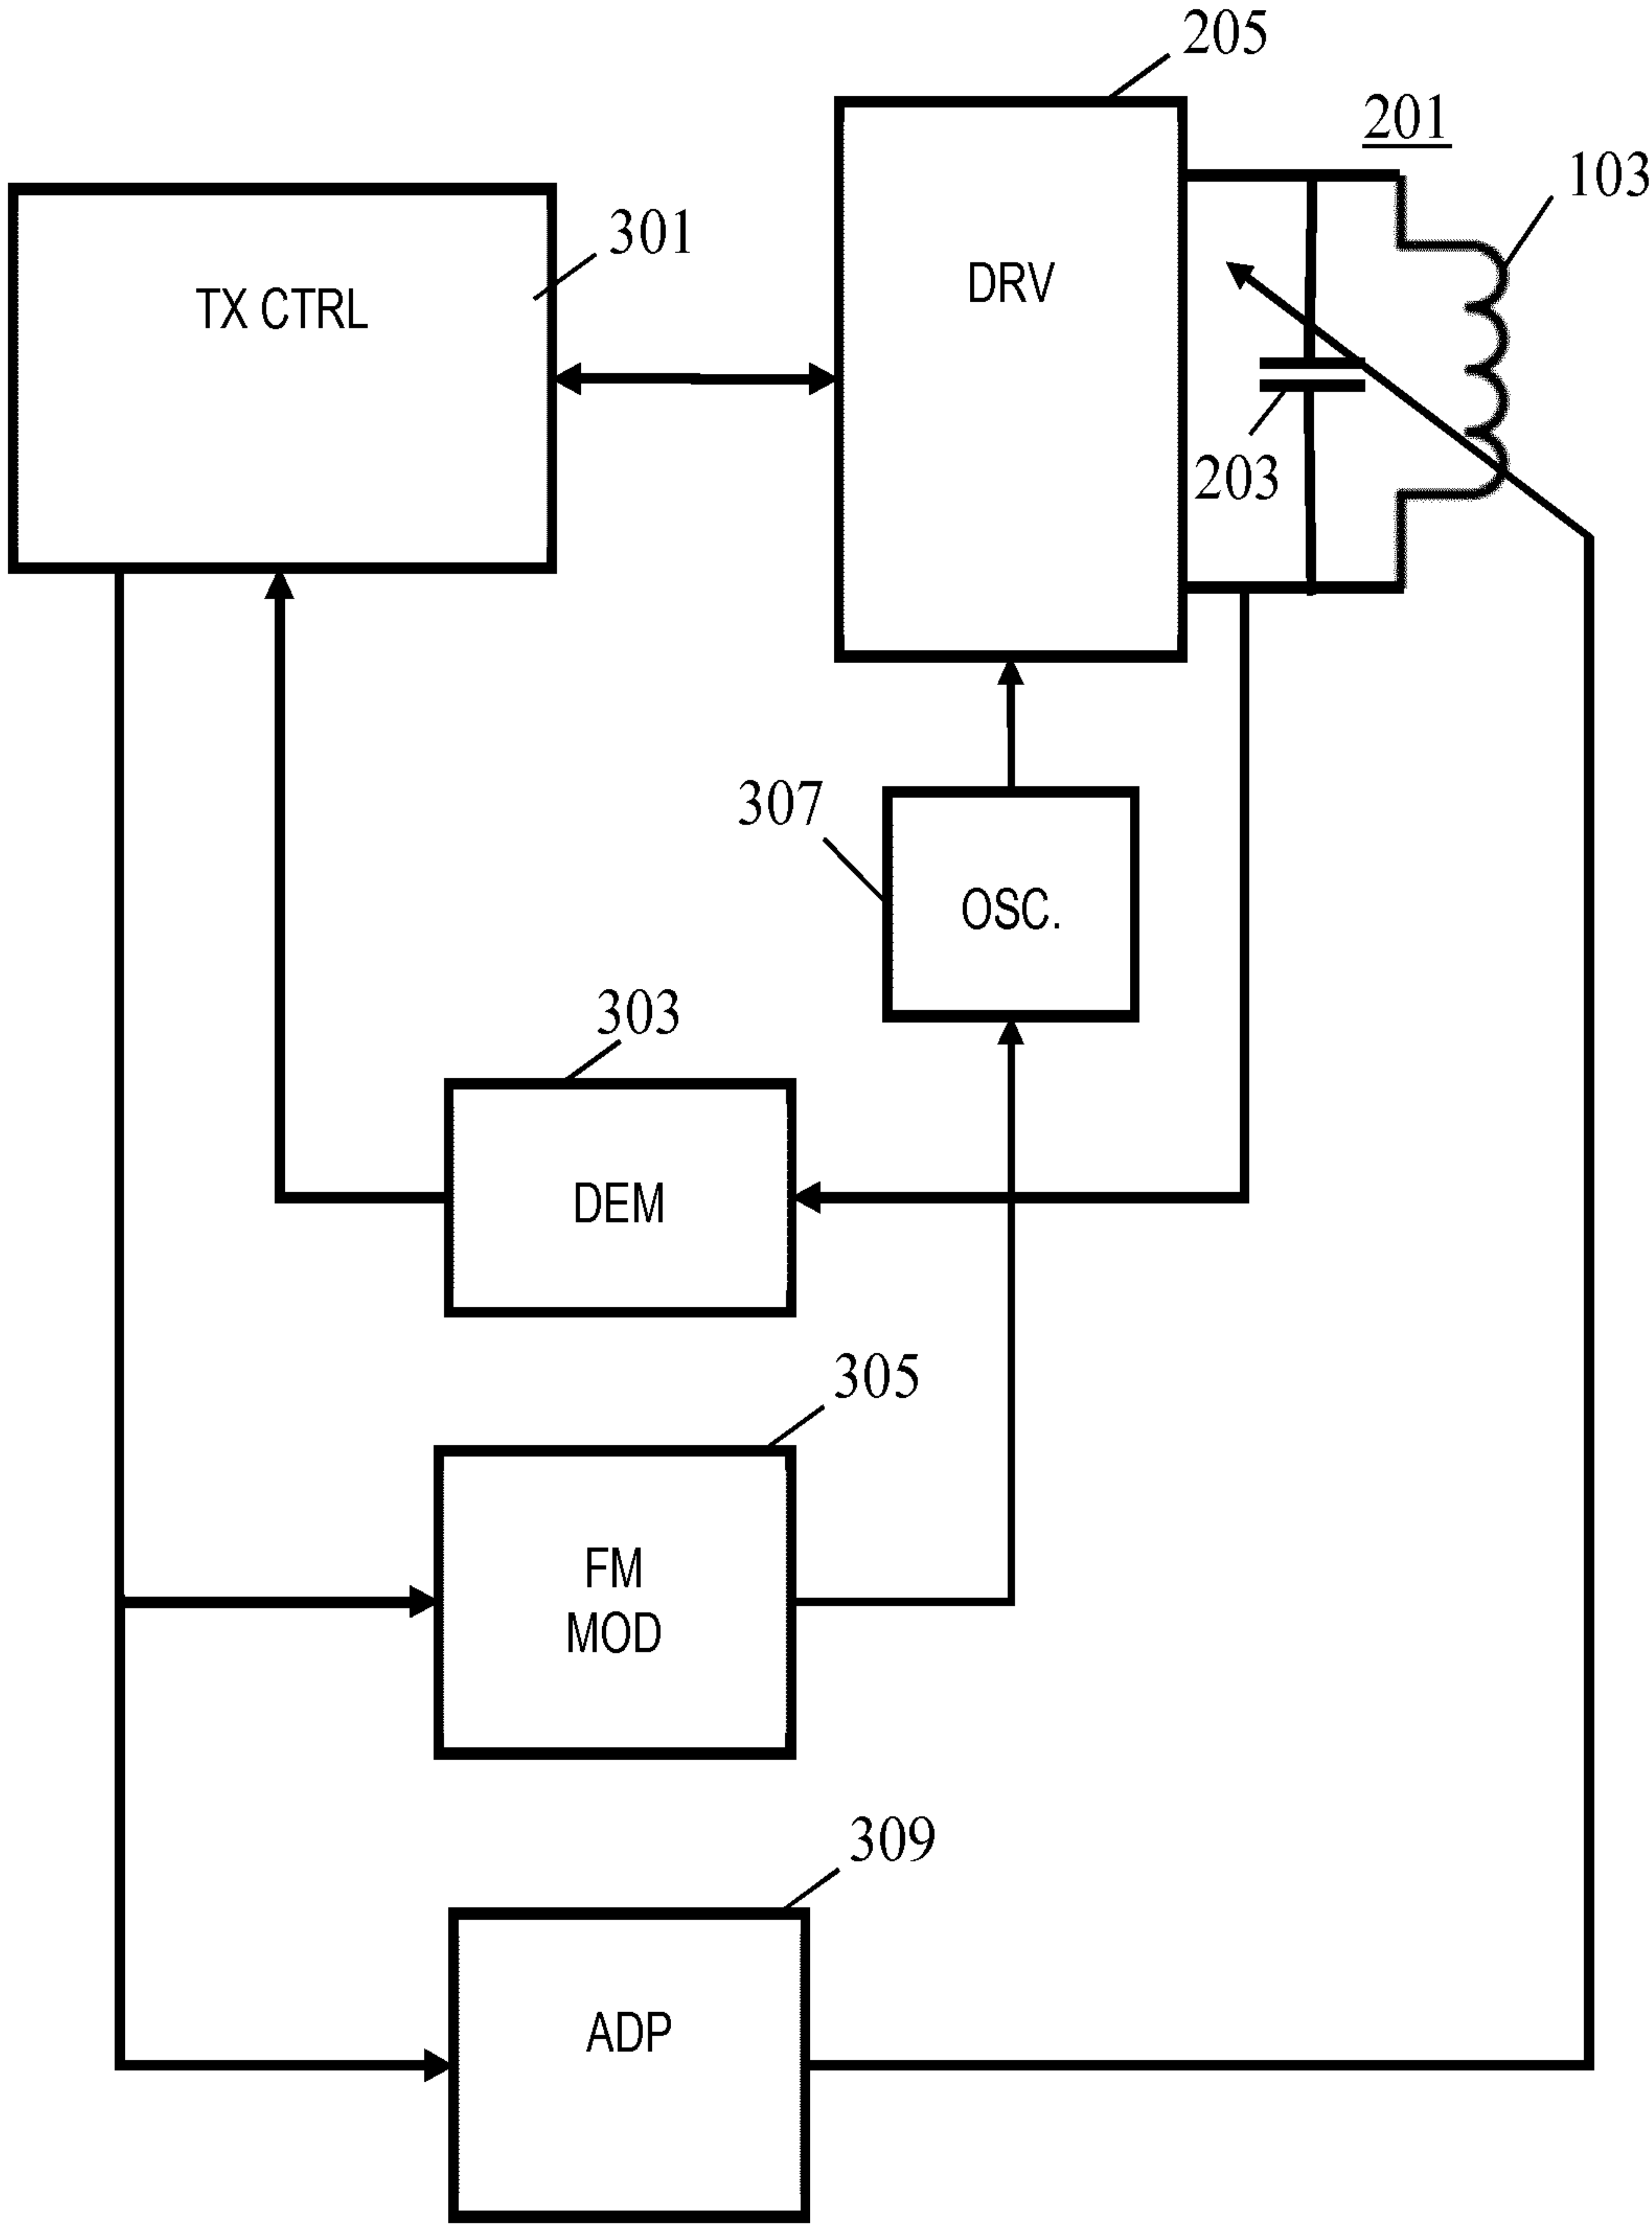 205
201
103
301
TX CTRL
DRV
203
307
OSC.
303
DEM
305
FM
MOD
309
ADP